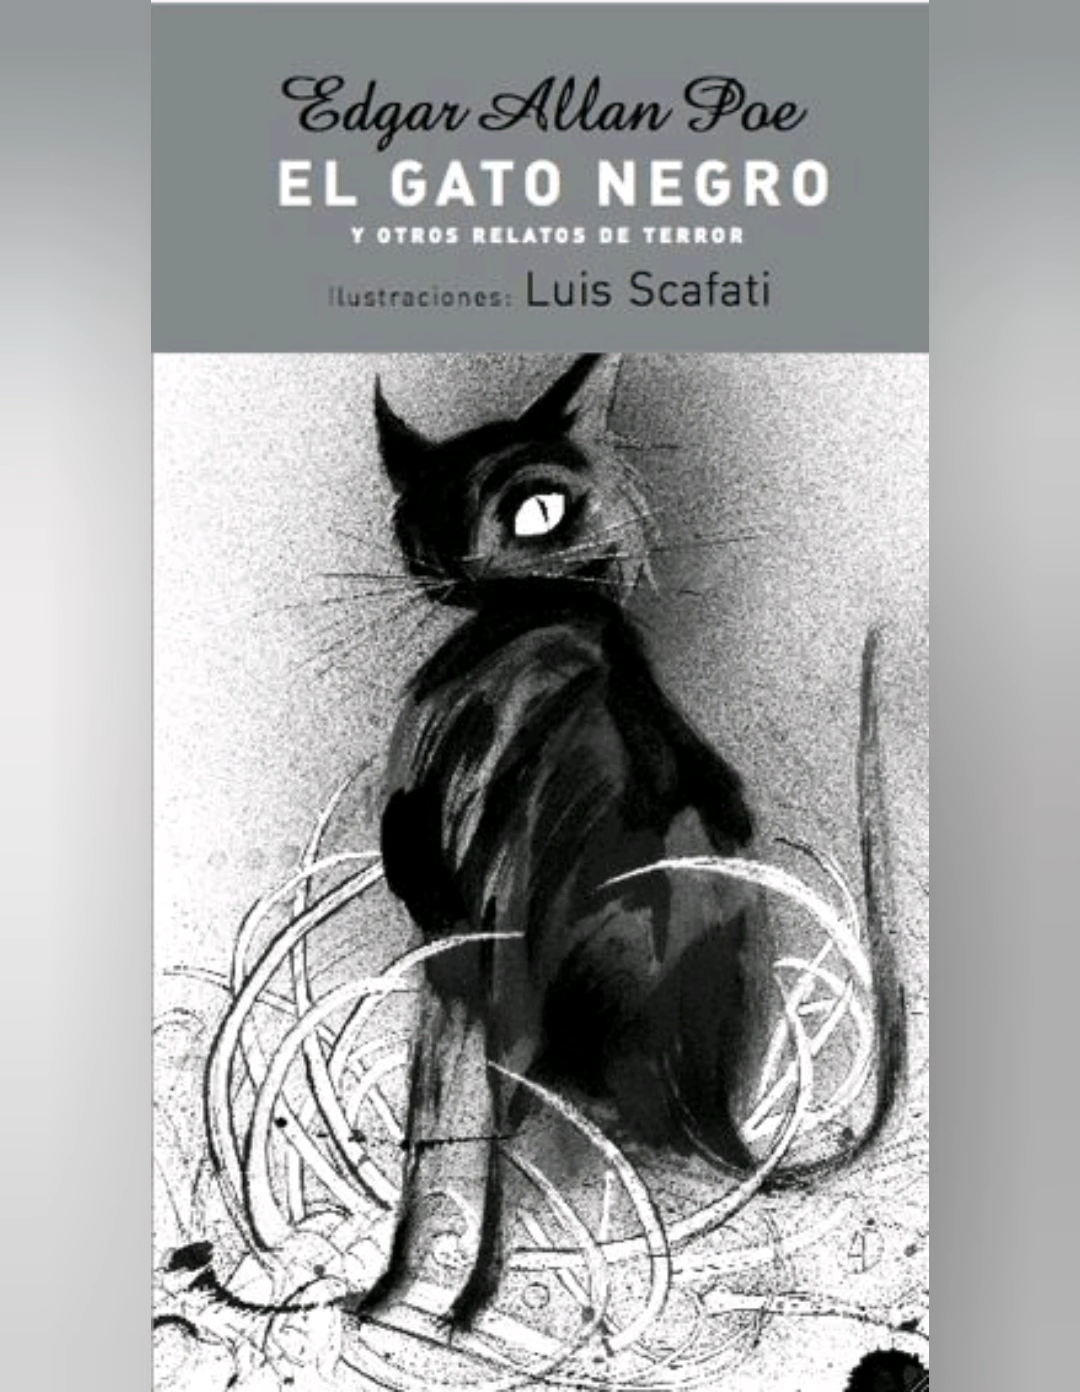 Edgar Allan Poe
EL GATO NEGRO
Y OTROS RELATOS DE TERROR
Ilustraciones: Luis Scafati